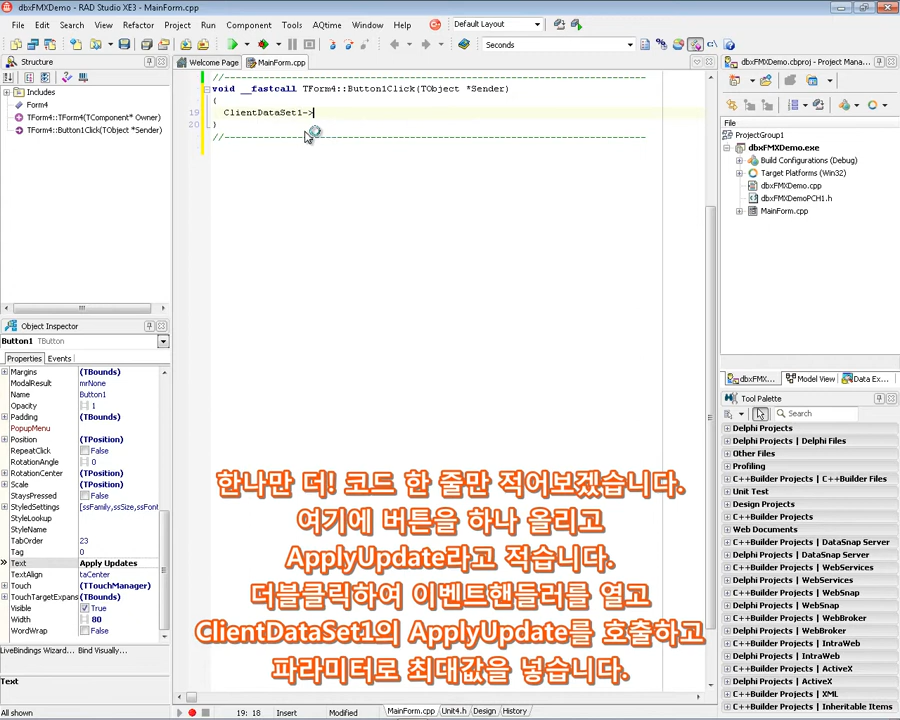 dbxFMXDemo - RAD Studio XE3 - MainForm.cpp
File Edit Search View Refactor Project Run Component Tools AQtime Window Help Default Layout
Seconds
Structure
Includes
Form4
TForm4::TForm4(TComponent* Owner)
TForm4::Button1Click(TObject *Sender)
Welcome Page MainForm.cpp
//---------------------------------------------------------------------------
void __fastcall TForm4::Button1Click(TObject *Sender)
{
19 ClientDataSet1->
20 }
//---------------------------------------------------------------------------
dbxFMXDemo.cbproj - Project Man...
File
ProjectGroup1
dbxFMXDemo.exe
Build Configurations (Debug)
Target Platforms (Win32)
dbxFMXDemo.cpp
dbxFMXDemoPCH1.h
MainForm.cpp
dbxFMX... Model View Data Ex...
Object Inspector
Button1 TButton
Properties Events
Margins (TBounds)
ModalResult mrNone
Name Button1
Opacity 1
Padding (TBounds)
PopupMenu
Position (TPosition)
RepeatClick False
RotationAngle 0
RotationCenter (TPosition)
Scale (TPosition)
StaysPressed False
StyledSettings [ssFamily,ssSize,ssFont
StyleLookup
StyleName
TabOrder 23
Tag 0
Text Apply Updates
TextAlign taCenter
Touch (TTouchManager)
TouchTargetExpans (TBounds)
Visible True
Width 80
WordWrap False
LiveBindings Wizard... Bind Visually...
Text
All shown
Tool Palette
Search
Delphi Projects
Delphi Projects | Delphi Files
Other Files
Profiling
C++Builder Projects | C++Builder Files
Unit Test
Design Projects
C++Builder Projects
Web Documents
C++Builder Projects | DataSnap Server
Delphi Projects | DataSnap Server
C++Builder Projects | WebServices
Delphi Projects | WebServices
C++Builder Projects | WebSnap
Delphi Projects | WebSnap
C++Builder Projects | WebBroker
Delphi Projects | WebBroker
C++Builder Projects | IntraWeb
Delphi Projects | IntraWeb
C++Builder Projects | ActiveX
Delphi Projects | ActiveX
C++Builder Projects | XML
C++Builder Projects | Inheritable Items
한나만 더! 코드 한 줄만 적어보겠습니다.
여기에 버튼을 하나 올리고
ApplyUpdate라고 적습니다.
더블클릭하여 이벤트핸들러를 열고
ClientDataSet1의 ApplyUpdate를 호출하고
파라미터로 최대값을 넣습니다.
19: 18 Insert Modified MainForm.cpp Unit4.h Design History